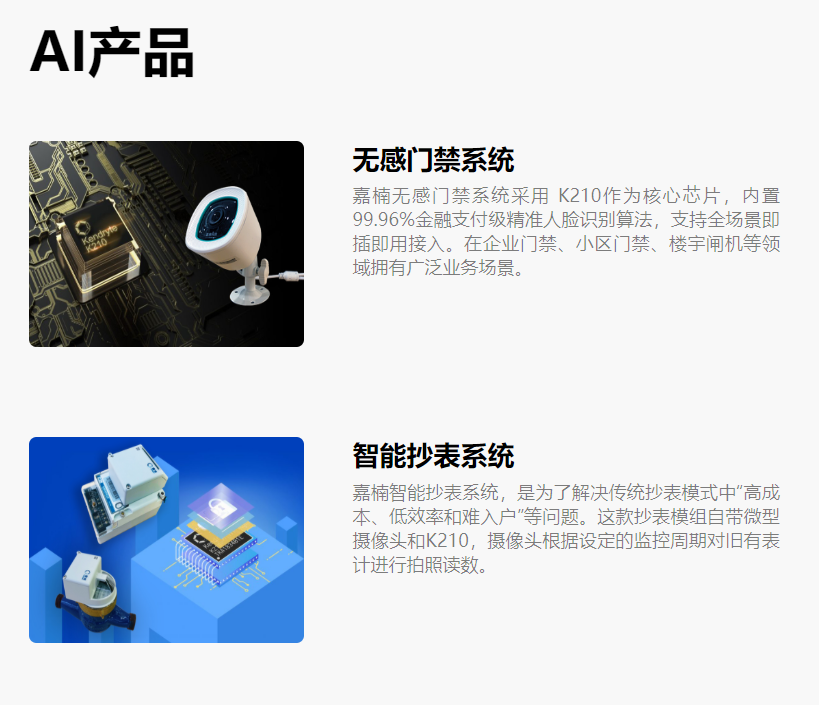 AI产品
无感门禁系统
嘉楠无感门禁系统采用 K210作为核心芯片，内置
99.96%金融支付级精准人脸识别算法，支持全场景即
插即用接入。在企业门禁、小区门禁、楼宇闸机等领
域拥有广泛业务场景。
Kendryte
K210
智能抄表系统
嘉楠智能抄表系统，是为了解决传统抄表模式中“高成
本、低效率和难入户”等问题。这款抄表模组自带微型
摄像头和K210，摄像头根据设定的监控周期对旧有表
计进行拍照读数。